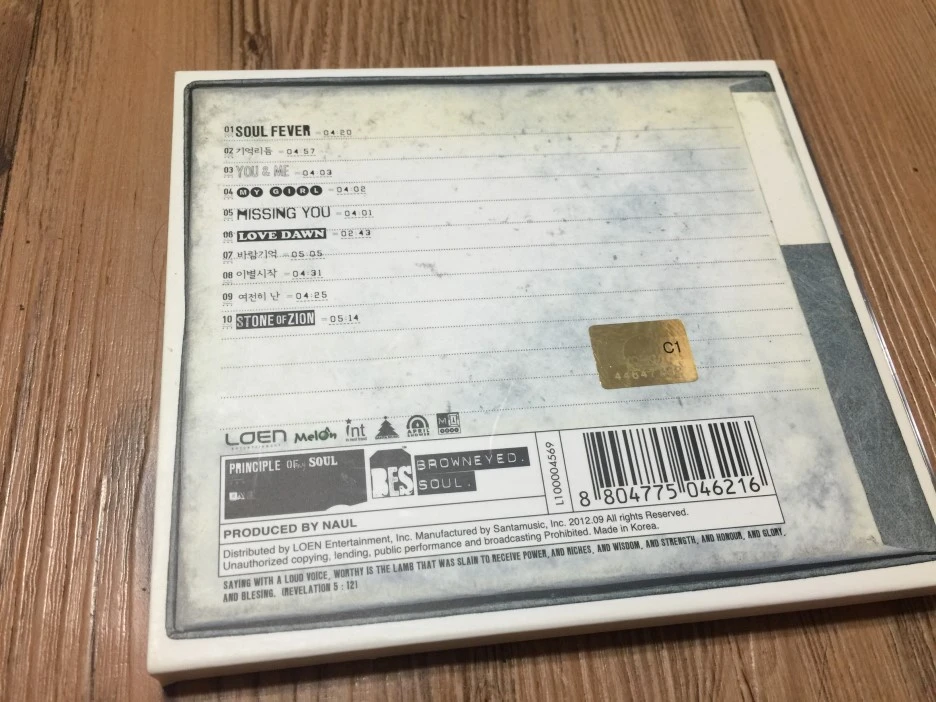 01 SOUL FEVER - 04:20
02 기억리듬 - 04:57
03 YOU & ME - 04:03
04 MY GIRL - 04:02
05 MISSING YOU - 04:01
06 LOVE DAWN - 02:43
07 바람기억 - 05:05
08 이별시작 - 04:31
09 여전히 난 - 04:25
10 STONE OF ZION - 05:14
C1
LOEN Melon int APRIL SHOWER
PRINCIPLE OF SOUL
BES BROWNEYED. SOUL.
L100004569
8 804775 046216
PRODUCED BY NAUL
Distributed by LOEN Entertainment, Inc. Manufactured by Santamusic, Inc. 2012.09 All rights Reserved.
Unauthorized copying, lending, public performance and broadcasting Prohibited. Made in Korea.
SAYING WITH A LOUD VOICE, WORTHY IS THE LAMB THAT WAS SLAIN TO RECEIVE POWER, AND RICHES, AND WISDOM, AND STRENGTH, AND HONOUR, AND GLORY,
AND BLESING. (REVELATION 5 : 12)